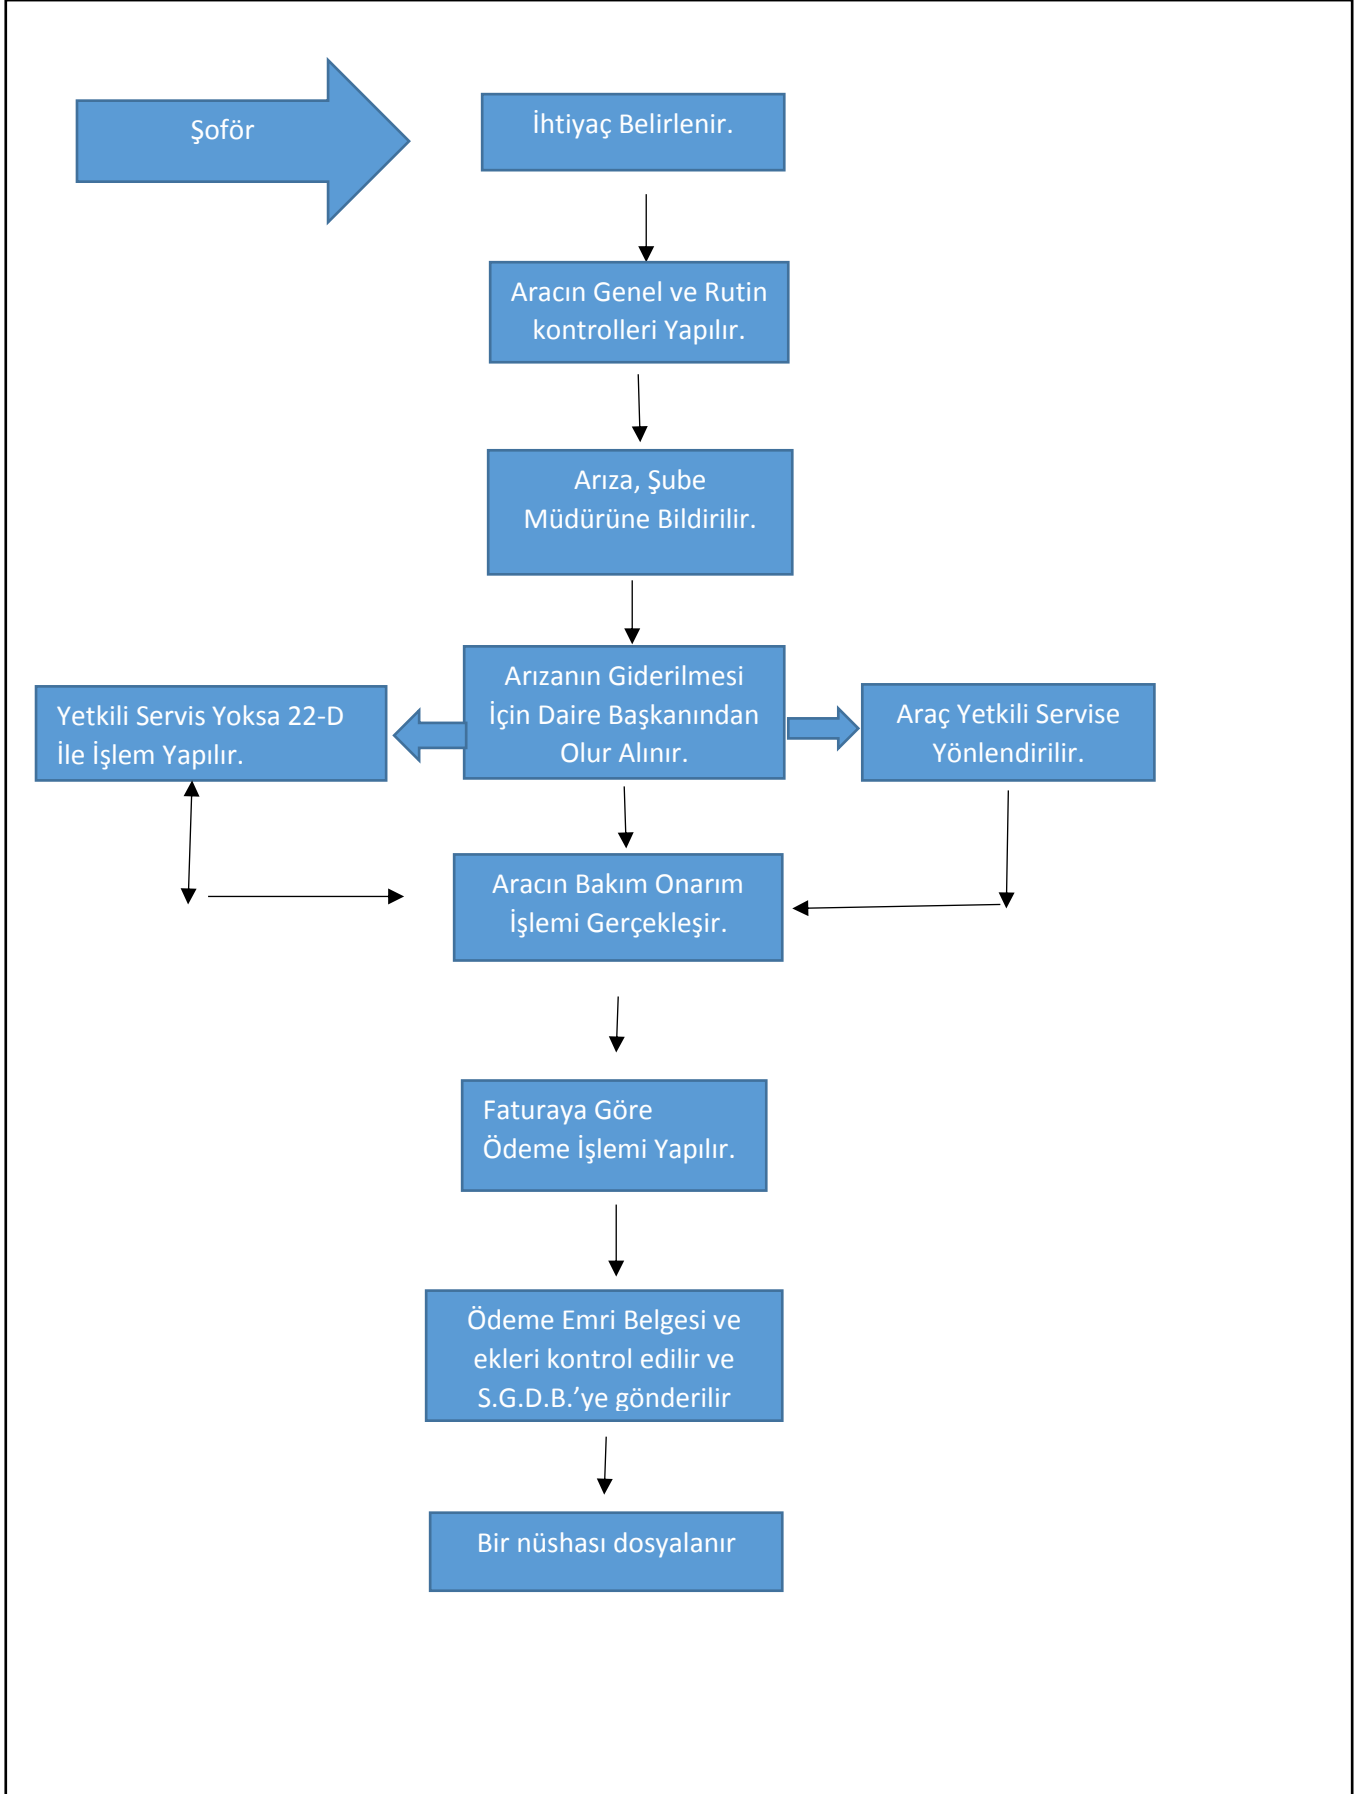 Şoför
İhtiyaç Belirlenir.
Aracın Genel ve Rutin
kontrolleri Yapılır.
Arıza, Şube
Müdürüne Bildirilir.
Arızanın Giderilmesi
İçin Daire Başkanından
Olur Alınır.
Yetkili Servis Yoksa 22-D
İle İşlem Yapılır.
Araç Yetkili Servise
Yönlendirilir.
Aracın Bakım Onarım
İşlemi Gerçekleşir.
Faturaya Göre
Ödeme İşlemi Yapılır.
Ödeme Emri Belgesi ve
ekleri kontrol edilir ve
S.G.D.B.’ye gönderilir
Bir nüshası dosyalanır